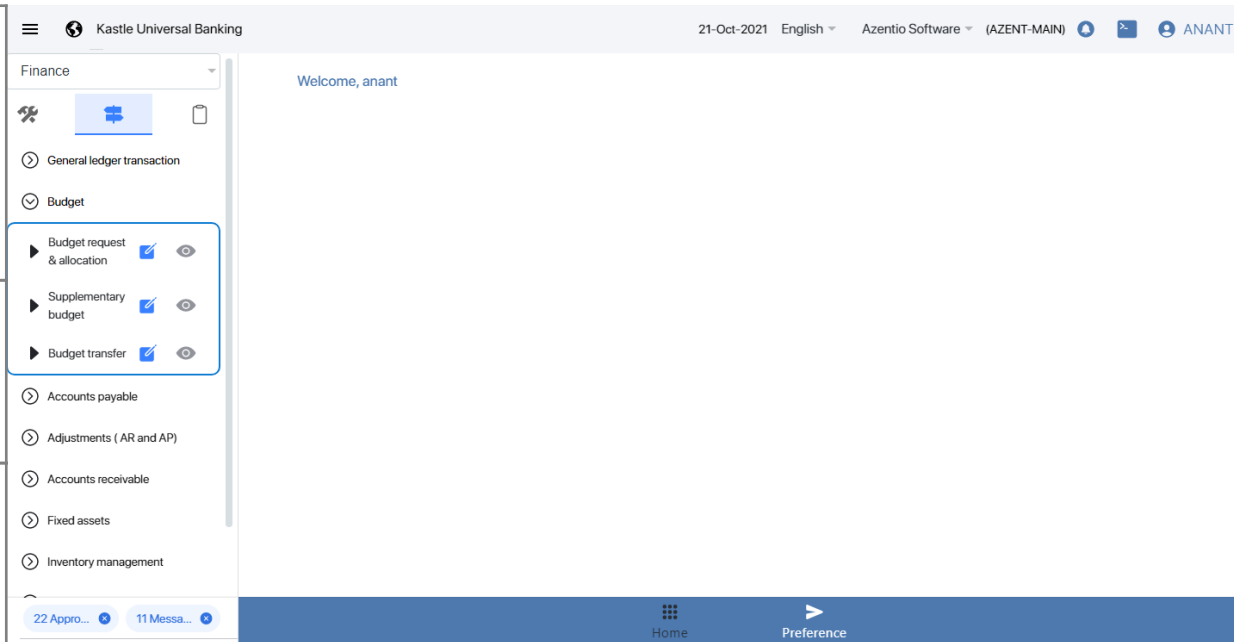 Kastle Universal Banking
21-Oct-2021 English Azentio Software (AZENT-MAIN) ANANT
Finance
Welcome, anant
General ledger transaction
Budget
Budget request
& allocation
Supplementary
budget
Budget transfer
Accounts payable
Adjustments ( AR and AP)
Accounts receivable
Fixed assets
Inventory management
22 Appro... 11 Messa...
Home Preference